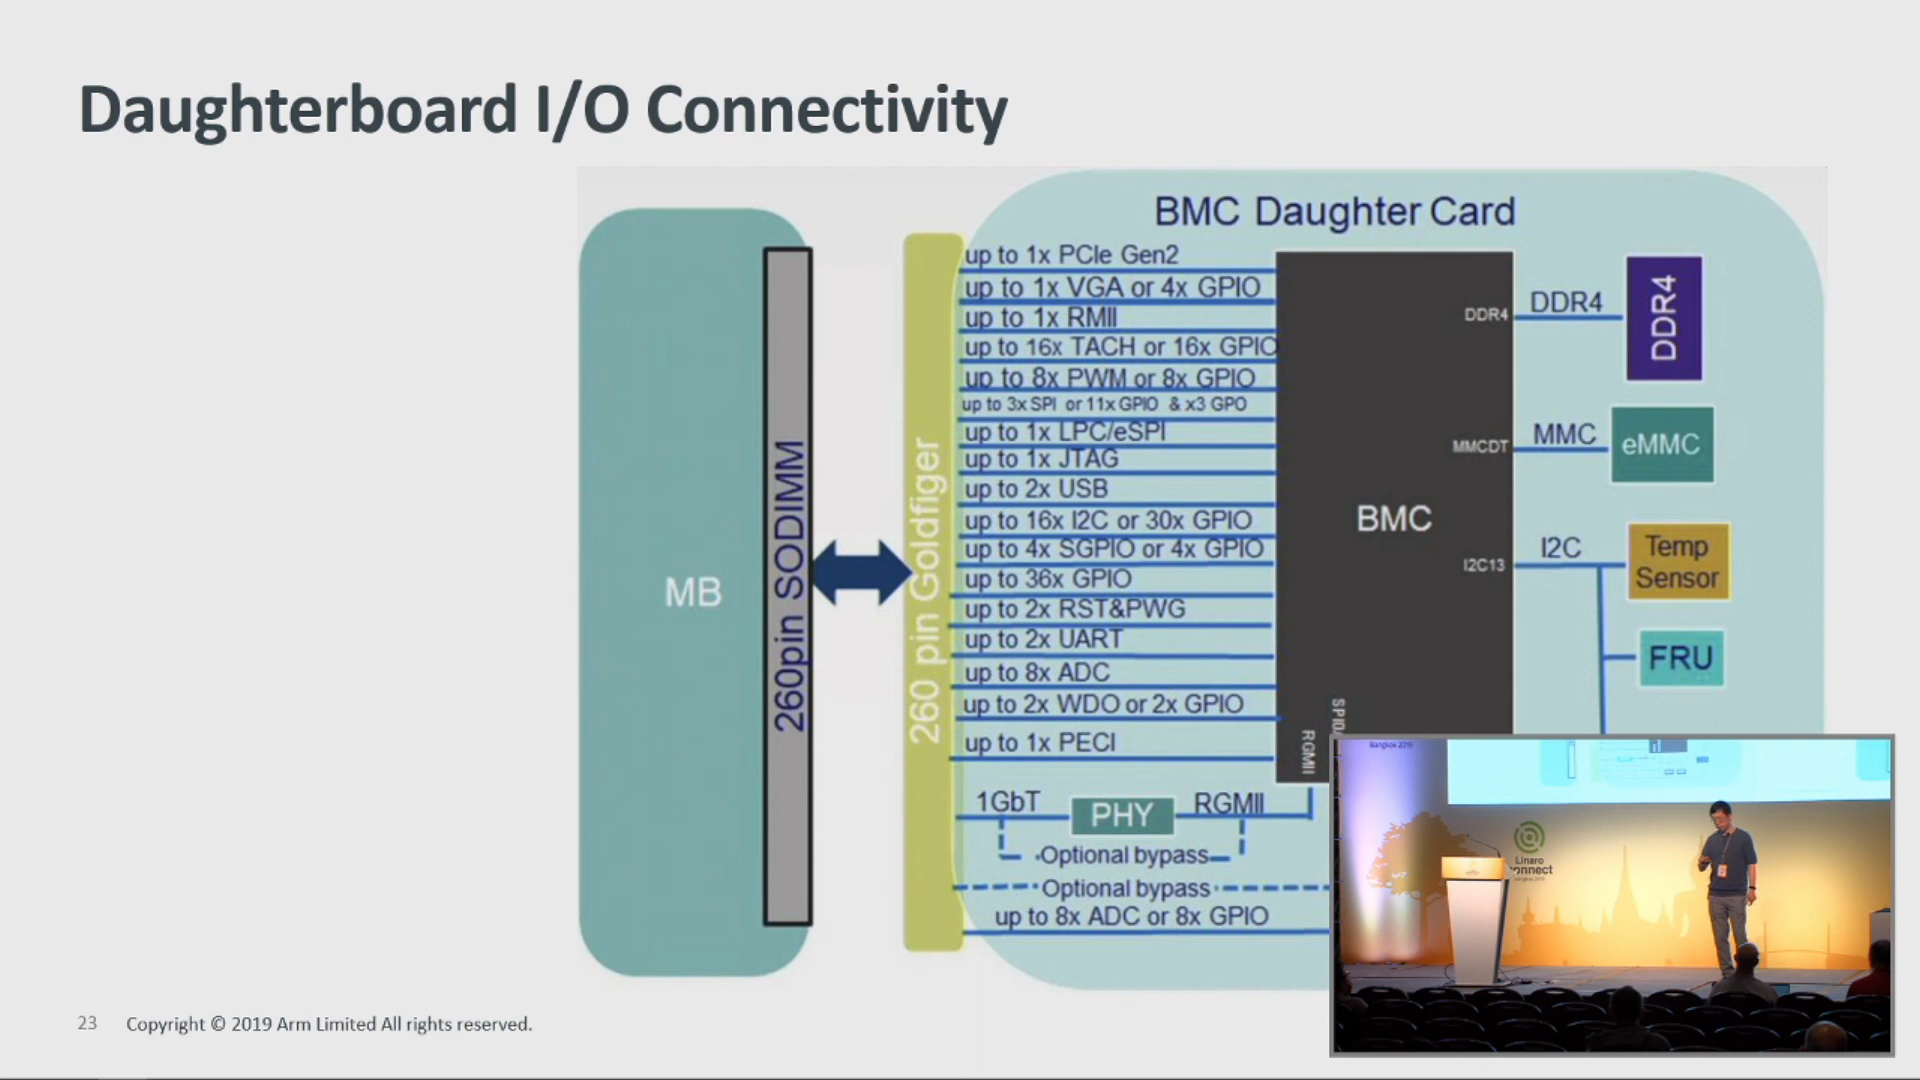 Daughterboard I/O Connectivity
BMC Daughter Card
MB
260pin SODIMM
260 pin Goldfiger
up to 1x PCIe Gen2
up to 1x VGA or 4x GPIO
up to 1x RMII
up to 16x TACH or 16x GPIO
up to 8x PWM or 8x GPIO
up to 3x SPI or 11x GPIO & x3 GPO
up to 1x LPC/eSPI
up to 1x JTAG
up to 2x USB
up to 16x I2C or 30x GPIO
up to 4x SGPIO or 4x GPIO
up to 36x GPIO
up to 2x RST&PWG
up to 2x UART
up to 8x ADC
up to 2x WDO or 2x GPIO
up to 1x PECI
1GbT
PHY
RGMII
Optional bypass
Optional bypass
up to 8x ADC or 8x GPIO
BMC
RGMII
DDR4
DDR4
DDR4
MMCDT
MMC
eMMC
I2C13
I2C
Temp
Sensor
FRU
Bangkok 2019
Linaro
connect
23
Copyright © 2019 Arm Limited All rights reserved.